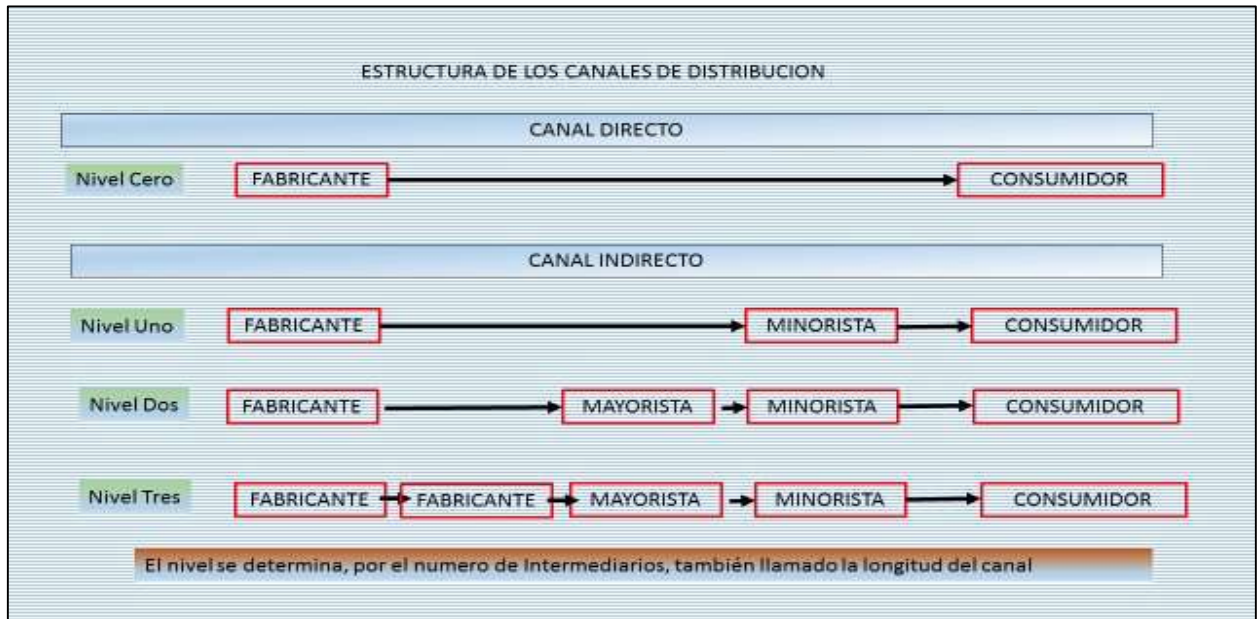 ESTRUCTURA DE LOS CANALES DE DISTRIBUCION
CANAL DIRECTO
Nivel Cero FABRICANTE CONSUMIDOR
CANAL INDIRECTO
Nivel Uno FABRICANTE MINORISTA CONSUMIDOR
Nivel Dos FABRICANTE MAYORISTA MINORISTA CONSUMIDOR
Nivel Tres FABRICANTE FABRICANTE MAYORISTA MINORISTA CONSUMIDOR
El nivel se determina, por el numero de Intermediarios, también llamado la longitud del canal